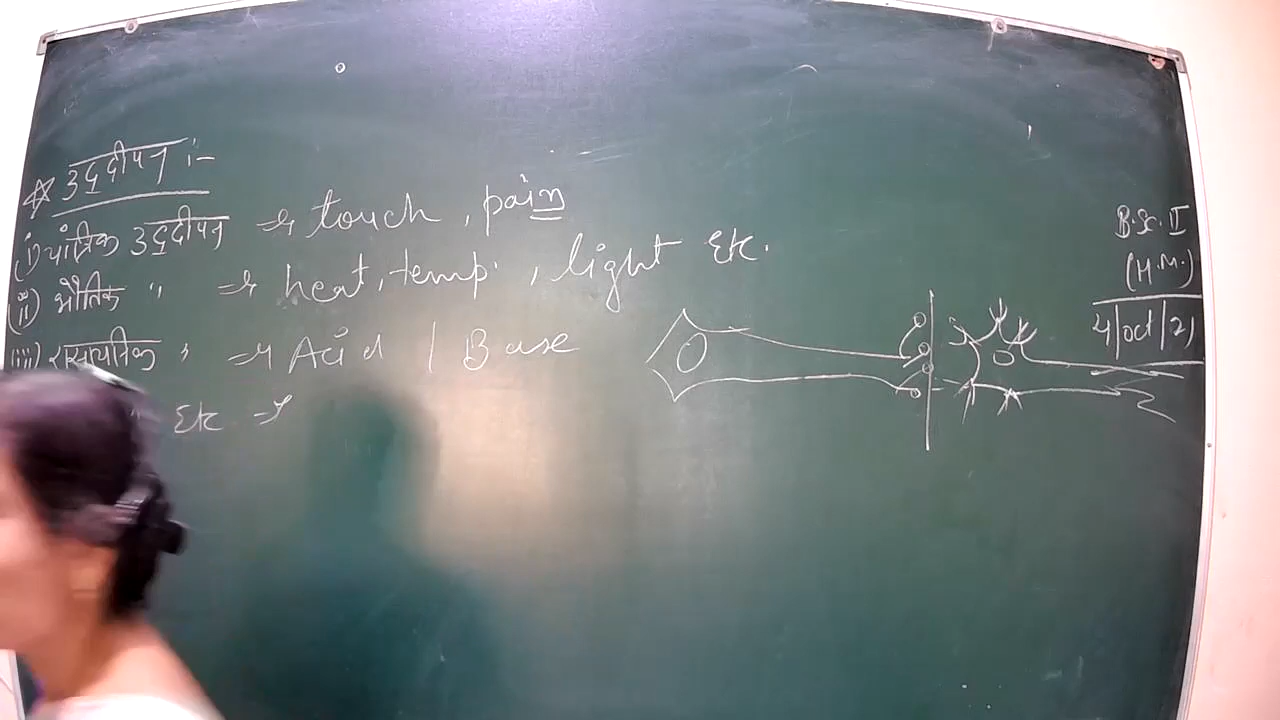 ☆ उद्दीपन :-
(i) यांत्रिक उद्दीपन → touch, pain
(ii) भौतिक " → heat, temp., light Etc.
(iii) रासायनिक " → Acid / Base
" Etc →
B.Sc. II
(H.M.)
4/oct/21